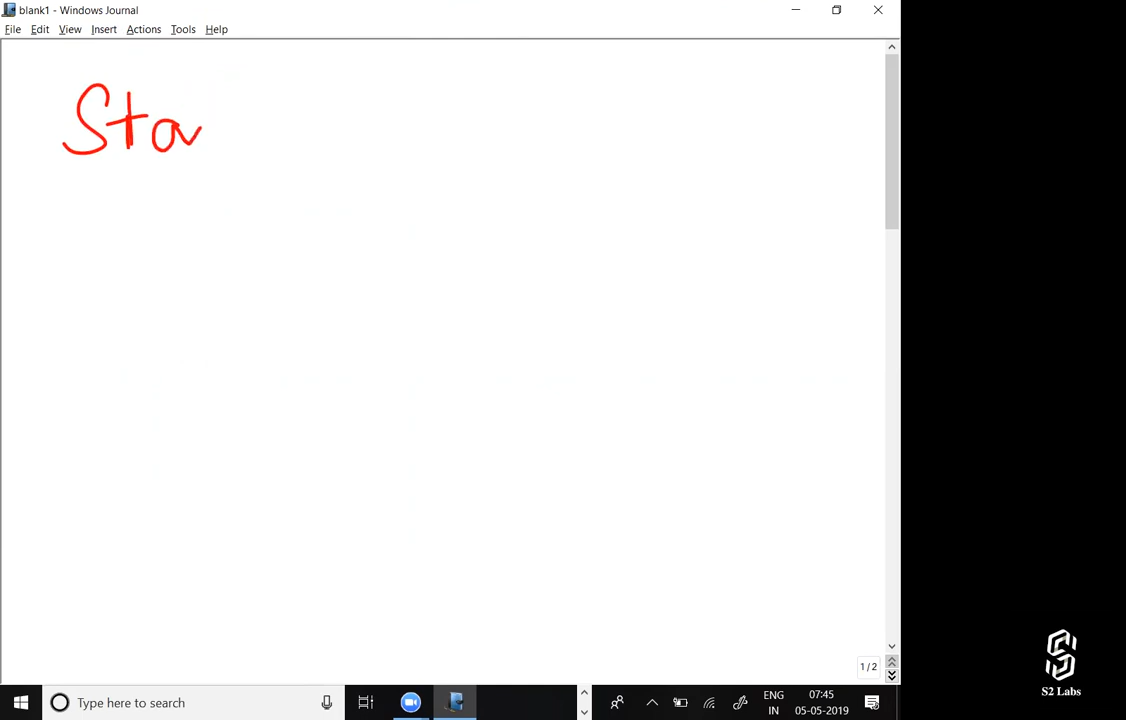 blank1 - Windows Journal
File Edit View Insert Actions Tools Help
Sta
1 / 2
S2 Labs
Type here to search
ENG
IN
07:45
05-05-2019